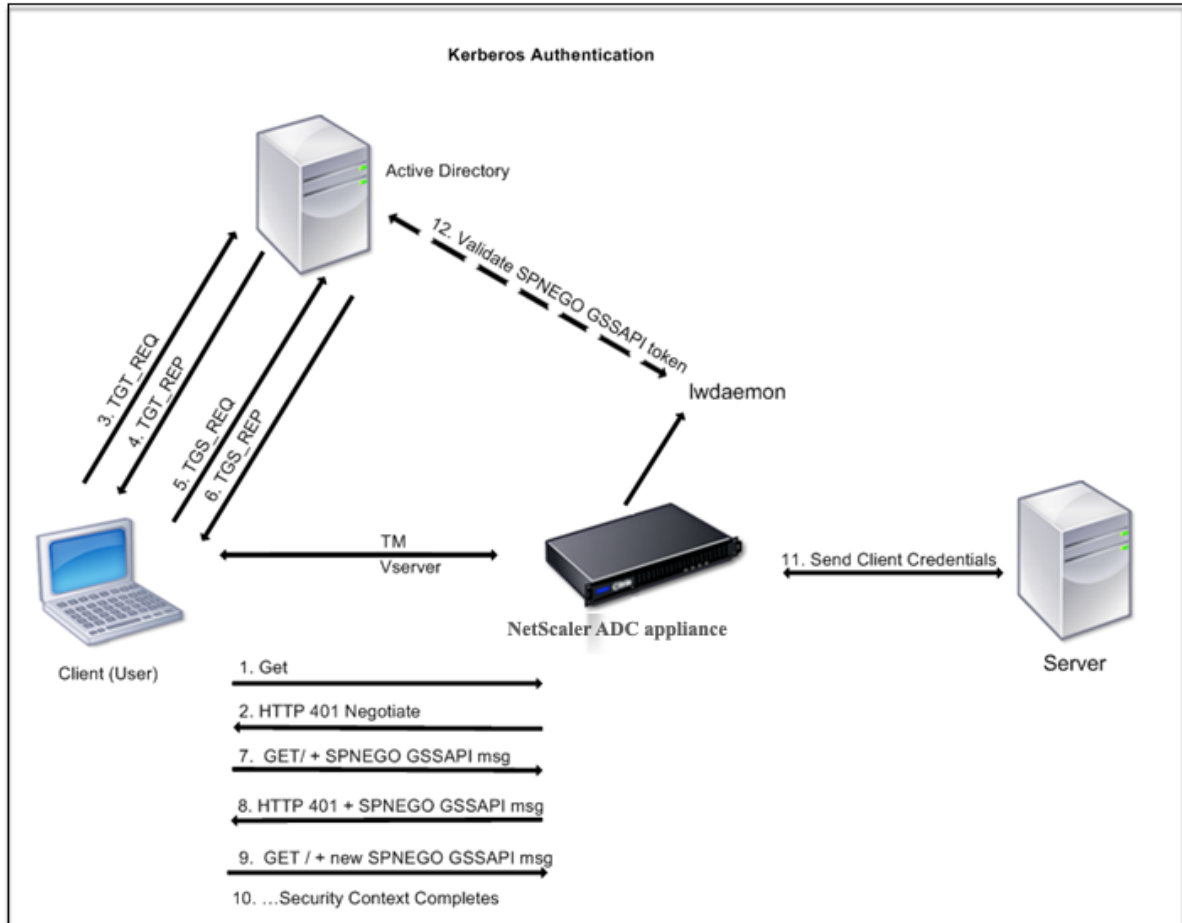 Kerberos Authentication
Active Directory
12. Validate SPNEGO GSSAPI token
lwdaemon
3. TGT_REQ
4. TGT_REP
5. TGS_REQ
6. TGS_REP
TM
Vserver
11. Send Client Credentials
NetScaler ADC appliance
Client (User)
Server
1. Get
2. HTTP 401 Negotiate
7. GET/ + SPNEGO GSSAPI msg
8. HTTP 401 + SPNEGO GSSAPI msg
9. GET / + new SPNEGO GSSAPI msg
10. ...Security Context Completes